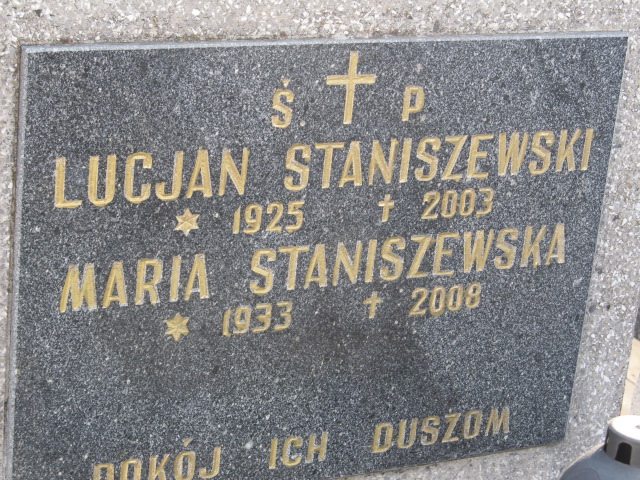 Ś P
LUCJAN STANISZEWSKI
1925 2003
MARIA STANISZEWSKA
1933 2008
POKÓJ ICH DUSZOM